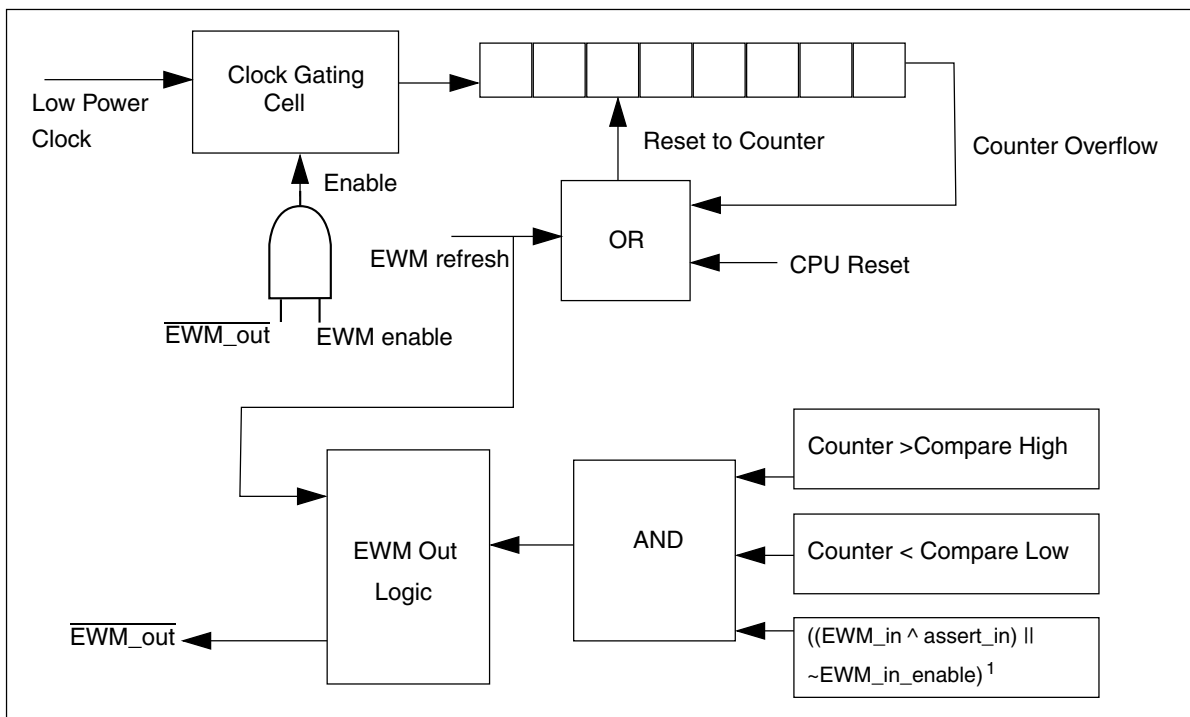 Clock Gating
Cell
Low Power
Clock
Reset to Counter
Counter Overflow
Enable
OR
EWM refresh
CPU Reset
EWM_out
EWM enable
Counter >Compare High
EWM Out
Logic
AND
Counter < Compare Low
EWM_out
((EWM_in ^ assert_in) ||
~EWM_in_enable) 1